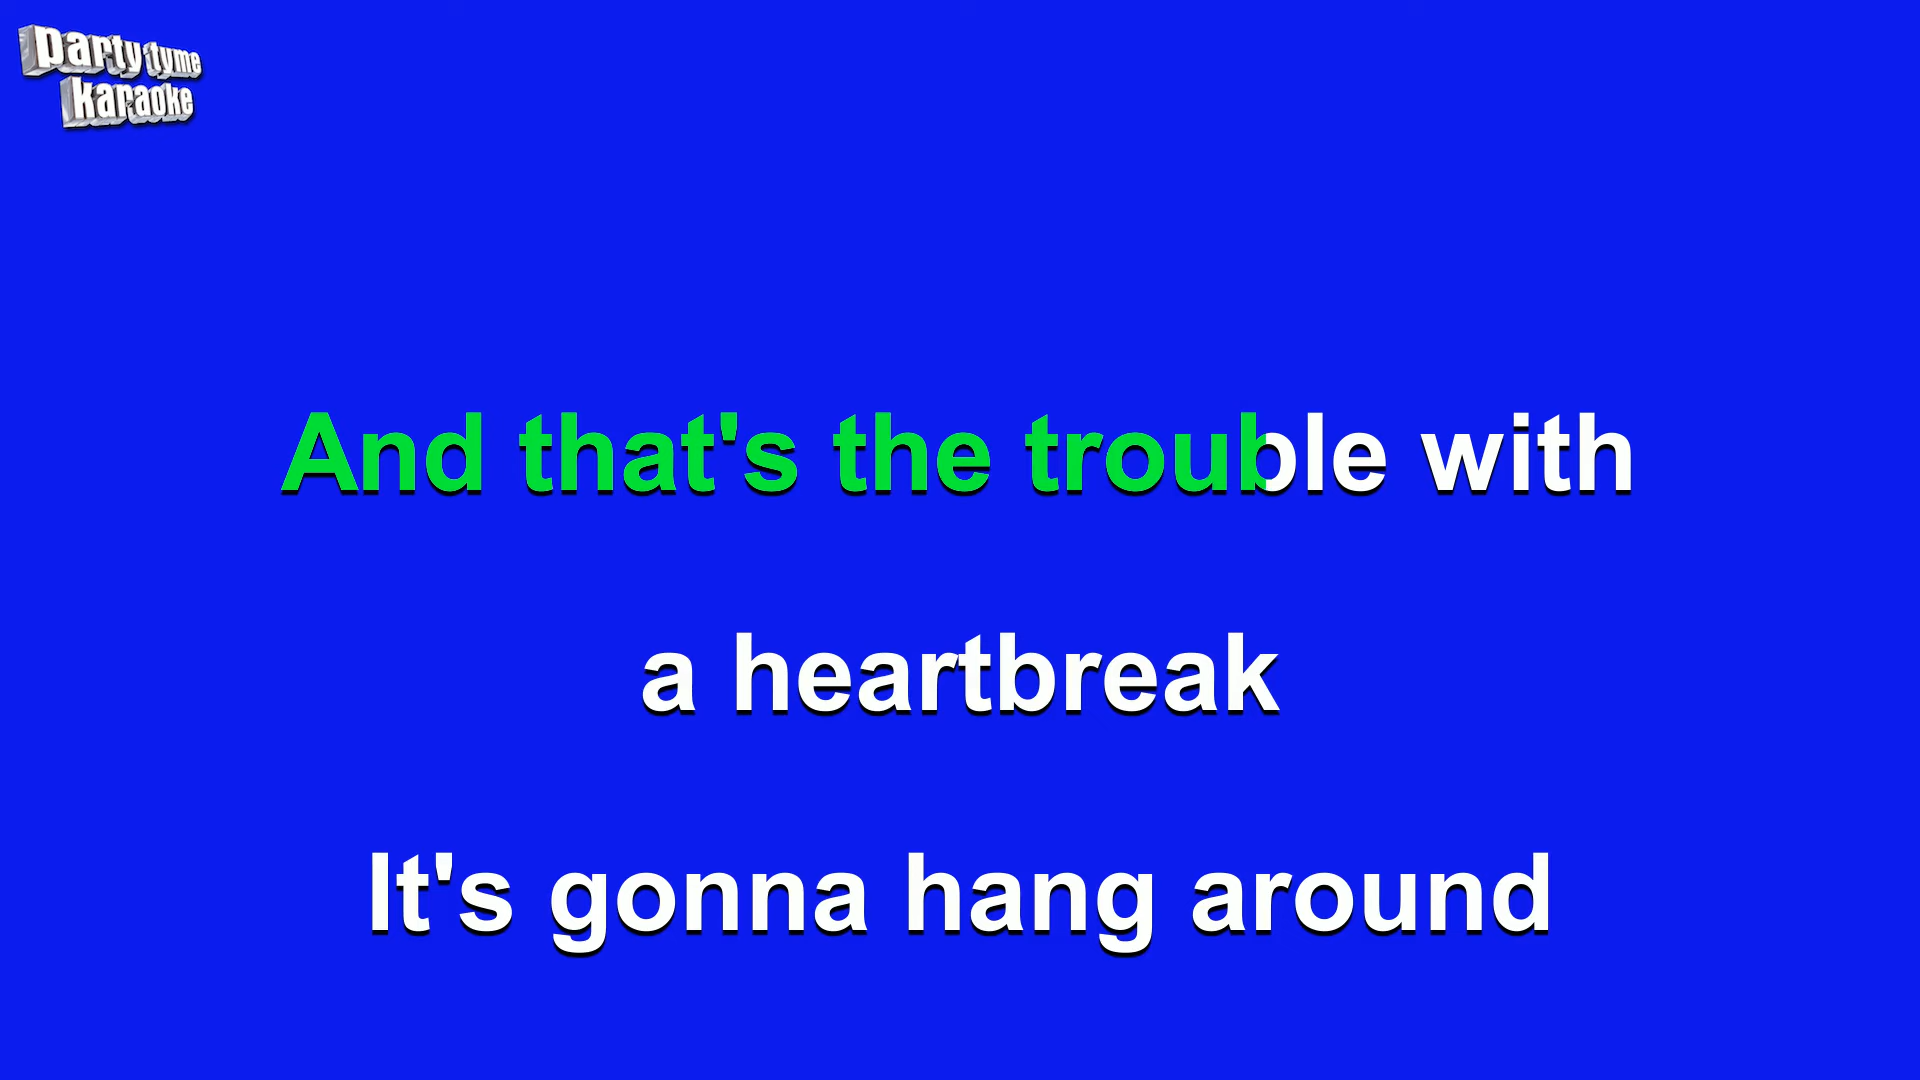 party tyme
karaoke
And that's the trouble with
a heartbreak
It's gonna hang around